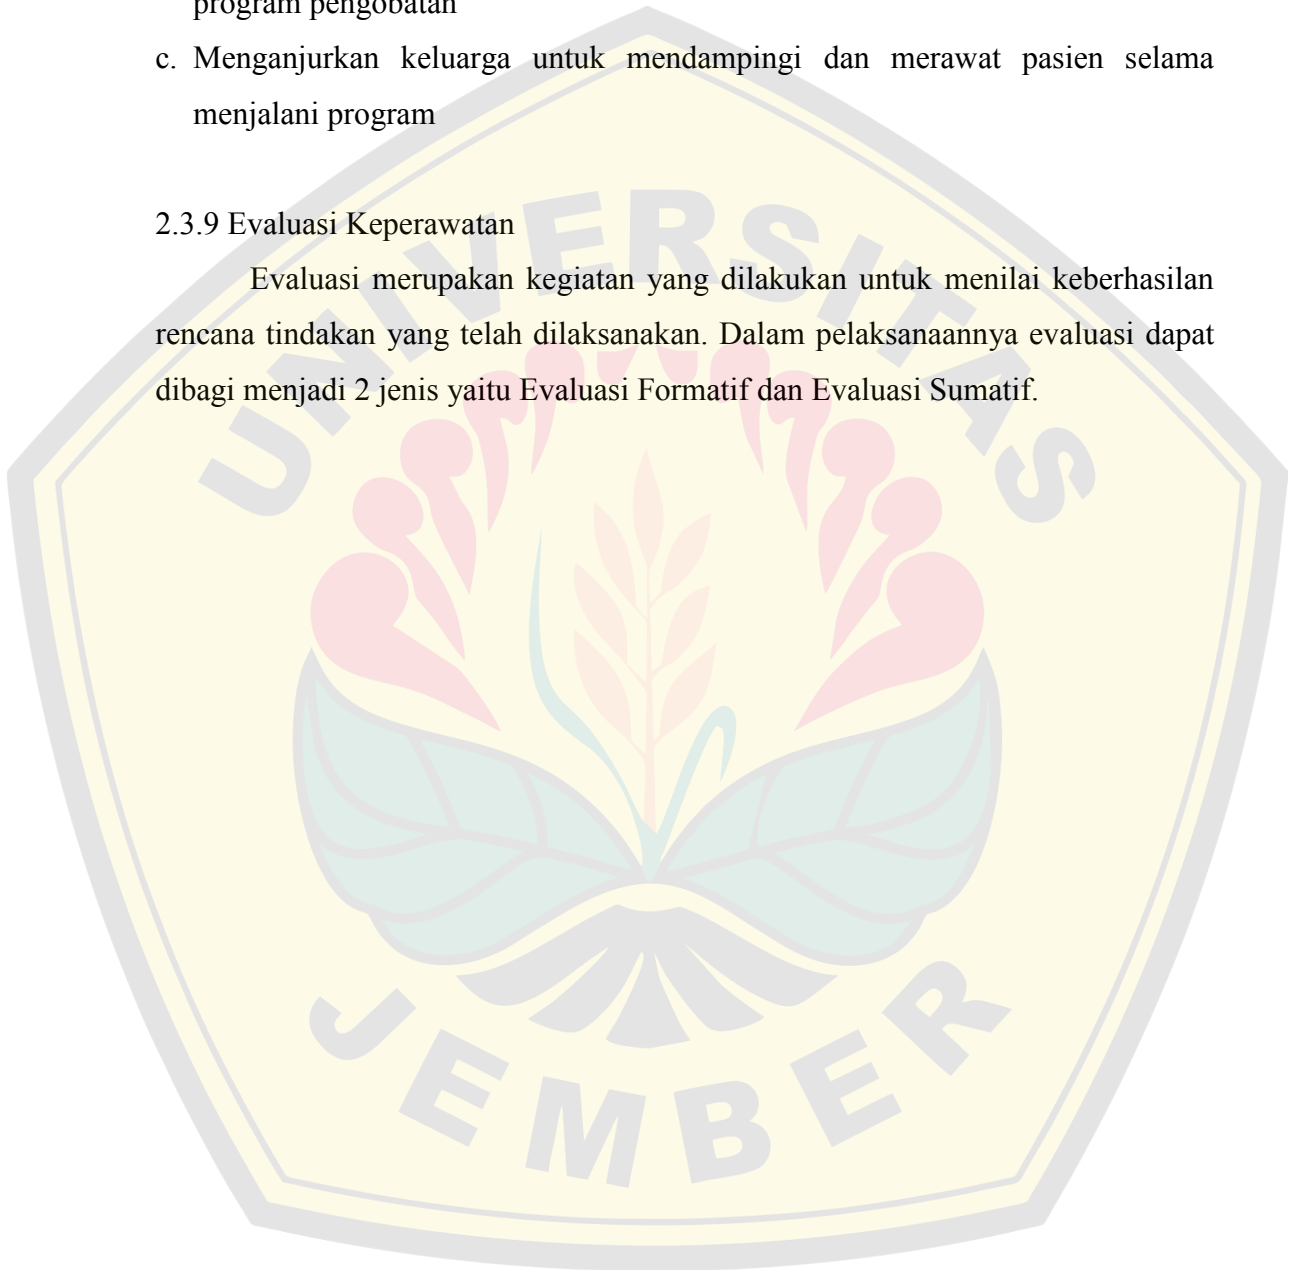 program pengobatan
c. Menganjurkan keluarga untuk mendampingi dan merawat pasien selama
menjalani program
2.3.9 Evaluasi Keperawatan
Evaluasi merupakan kegiatan yang dilakukan untuk menilai keberhasilan
rencana tindakan yang telah dilaksanakan. Dalam pelaksanaannya evaluasi dapat
dibagi menjadi 2 jenis yaitu Evaluasi Formatif dan Evaluasi Sumatif.
UNIVERSITAS
JEMBER